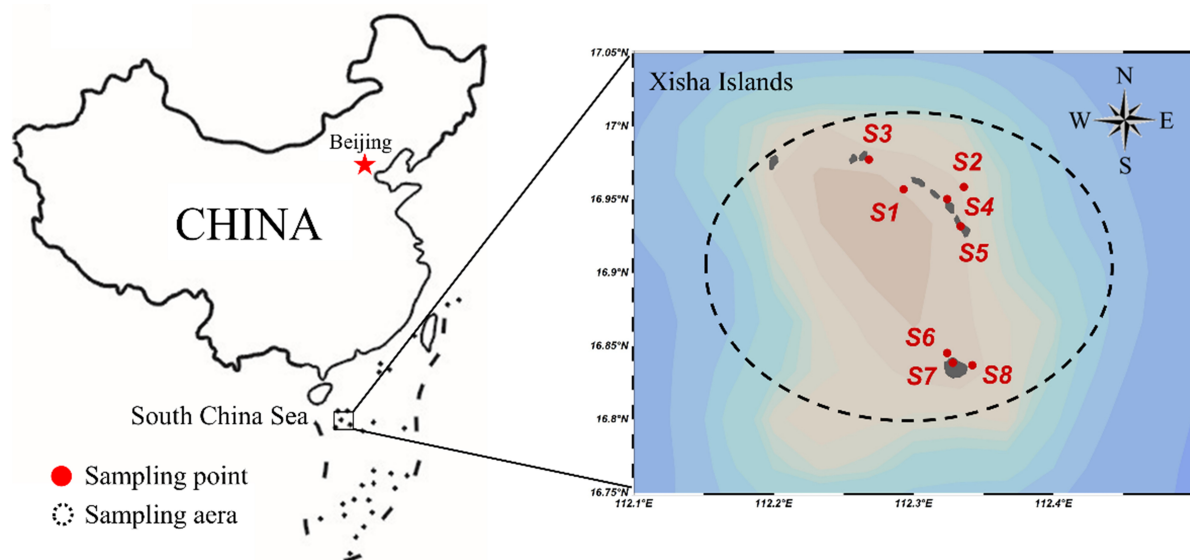 Beijing
CHINA
South China Sea
Sampling point
Sampling aera
17.05°N
17°N
16.95°N
16.9°N
16.85°N
16.8°N
16.75°N
112.1°E
112.2°E
112.3°E
112.4°E
Xisha Islands
N
W E
S
S3
S2
S1
S4
S5
S6
S7
S8